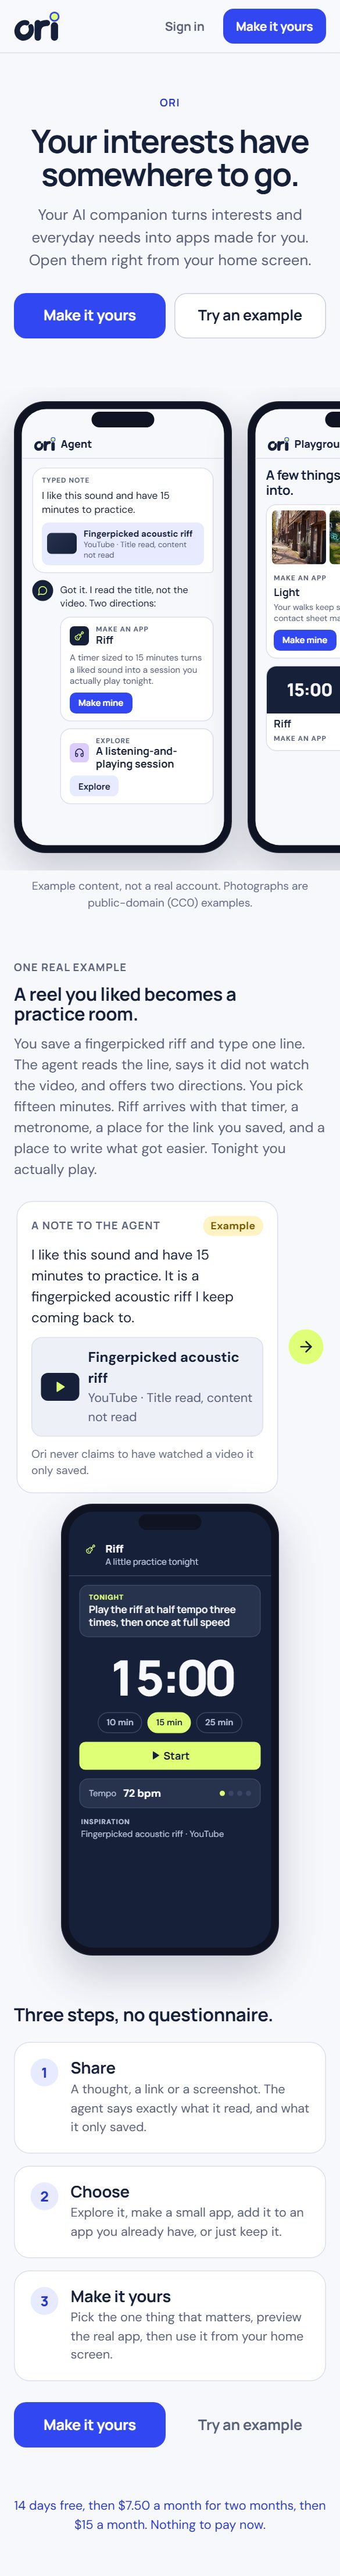 ori
Sign in
Make it yours
ORI
Your interests have
somewhere to go.
Your AI companion turns interests and
everyday needs into apps made for you.
Open them right from your home screen.
Make it yours
Try an example
ori Agent
TYPED NOTE
I like this sound and have 15
minutes to practice.
Fingerpicked acoustic riff
YouTube · Title read, content
not read
Got it. I read the title, not the
video. Two directions:
MAKE AN APP
Riff
A timer sized to 15 minutes turns
a liked sound into a session you
actually play tonight.
Make mine
EXPLORE
A listening-and-
playing session
Explore
ori Playgrou
A few things
into.
MAKE AN APP
Light
Your walks keep s
contact sheet ma
Make mine
15:00
Riff
MAKE AN APP
Example content, not a real account. Photographs are
public-domain (CC0) examples.
ONE REAL EXAMPLE
A reel you liked becomes a
practice room.
You save a fingerpicked riff and type one line.
The agent reads the line, says it did not watch
the video, and offers two directions. You pick
fifteen minutes. Riff arrives with that timer, a
metronome, a place for the link you saved, and a
place to write what got easier. Tonight you
actually play.
A NOTE TO THE AGENT
Example
I like this sound and have 15
minutes to practice. It is a
fingerpicked acoustic riff I keep
coming back to.
Fingerpicked acoustic
riff
YouTube · Title read, content
not read
Ori never claims to have watched a video it
only saved.
Riff
A little practice tonight
TONIGHT
Play the riff at half tempo three
times, then once at full speed
15:00
10 min
15 min
25 min
Start
Tempo 72 bpm
INSPIRATION
Fingerpicked acoustic riff · YouTube
Three steps, no questionnaire.
1
Share
A thought, a link or a screenshot. The
agent says exactly what it read, and what
it only saved.
2
Choose
Explore it, make a small app, add it to an
app you already have, or just keep it.
3
Make it yours
Pick the one thing that matters, preview
the real app, then use it from your home
screen.
Make it yours
Try an example
14 days free, then $7.50 a month for two months, then
$15 a month. Nothing to pay now.